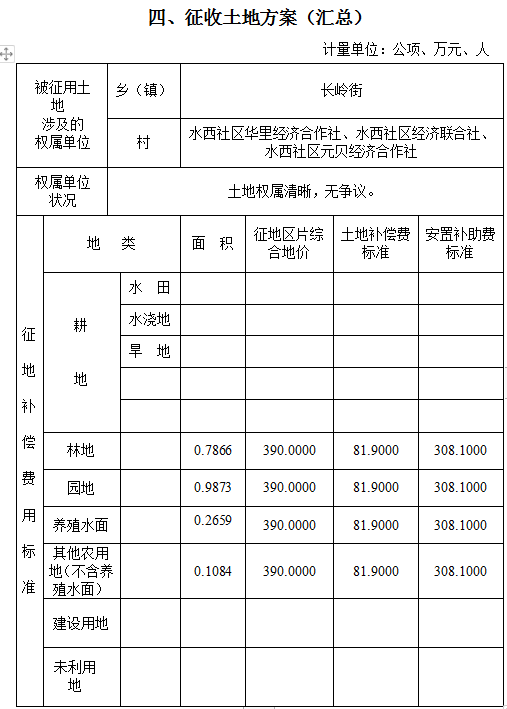 四、征收土地方案（汇总）
计量单位：公项、万元、人
被征用土
地
涉及的
权属单位
乡（镇）
长岭街
村
水西社区华里经济合作社、水西社区经济联合社、
水西社区元贝经济合作社
权属单位
状况
土地权属清晰，无争议。
征地补偿费用标准
地 类
面 积
征地区片综
合地价
土地补偿费
标准
安置补助费
标准
耕地
水 田
水浇地
旱 地
林地 0.7866 390.0000 81.9000 308.1000
园地 0.9873 390.0000 81.9000 308.1000
养殖水面 0.2659 390.0000 81.9000 308.1000
其他农用
地（不含养
殖水面）
0.1084 390.0000 81.9000 308.1000
建设用地
未利用
地